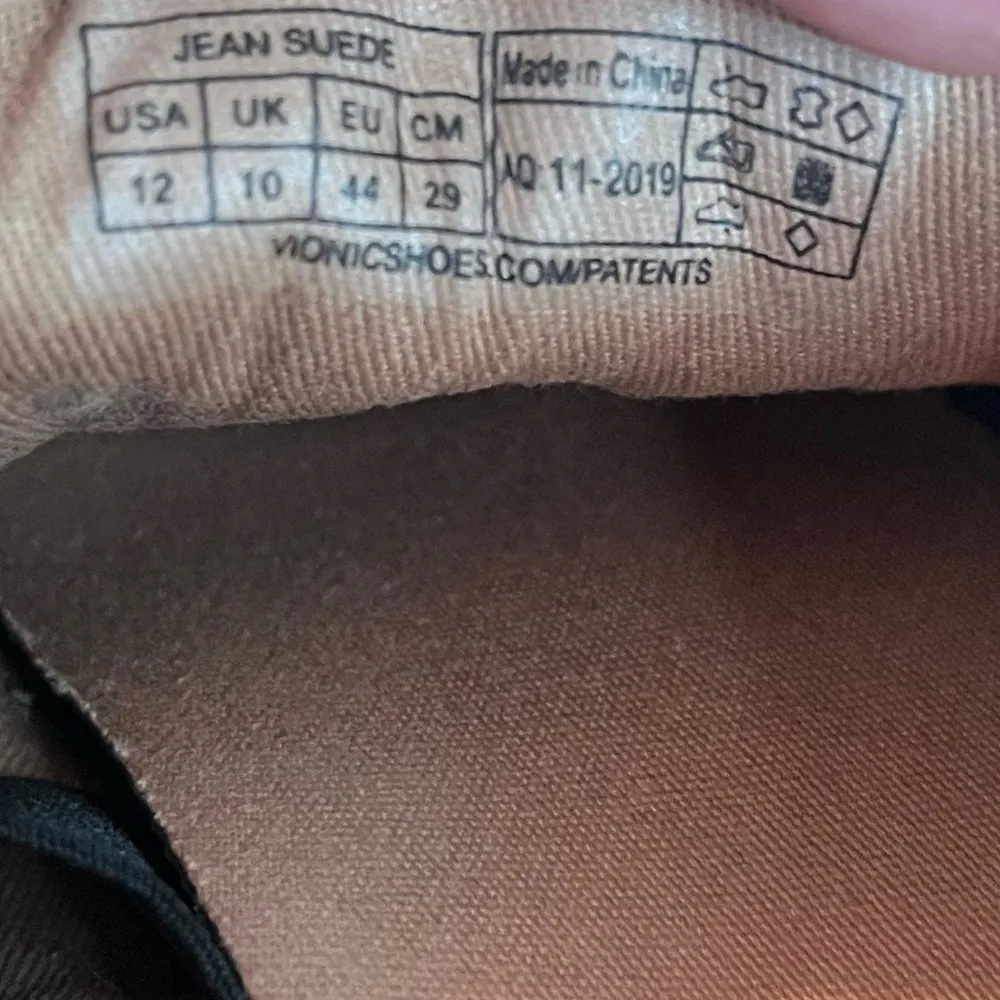 JEAN SUEDE
USA UK EU CM
12 10 44 29
Made in China
AQ 11-2019
VIONICSHOES.COM/PATENTS